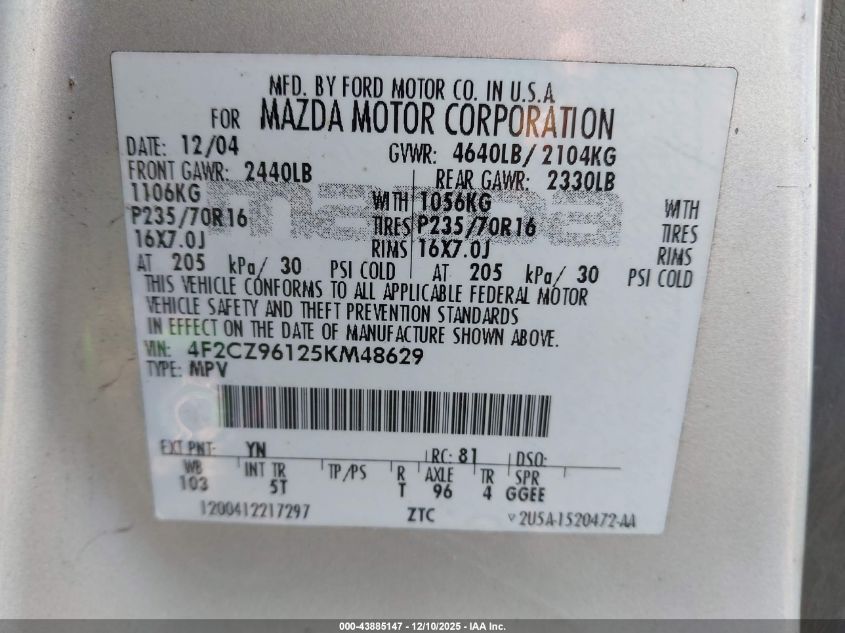 MFD. BY FORD MOTOR CO. IN U.S.A
FOR MAZDA MOTOR CORPORATION
DATE: 12/04 GVWR: 4640LB/ 2104KG
FRONT GAWR: 2440LB REAR GAWR: 2330LB
1106KG WITH 1056KG WITH
P235/70R16 TIRES P235/70R16 TIRES
16X7.0J RIMS 16X7.0J RIMS
AT 205 kPa/ 30 PSI COLD AT 205 kPa/ 30 PSI COLD
THIS VEHICLE CONFORMS TO ALL APPLICABLE FEDERAL MOTOR
VEHICLE SAFETY AND THEFT PREVENTION STANDARDS
IN EFFECT ON THE DATE OF MANUFACTURE SHOWN ABOVE.
VIN: 4F2CZ96125KM48629
TYPE: MPV
EXT PNT: YN RC: 81 DSO:
WB INT TR TP/PS R AXLE TR SPR
103 5T T 96 4 GGEE
1200412217297 ZTC 2U5A-1520472-AA
mazda
000-43885147 - 12/10/2025 - IAA Inc.